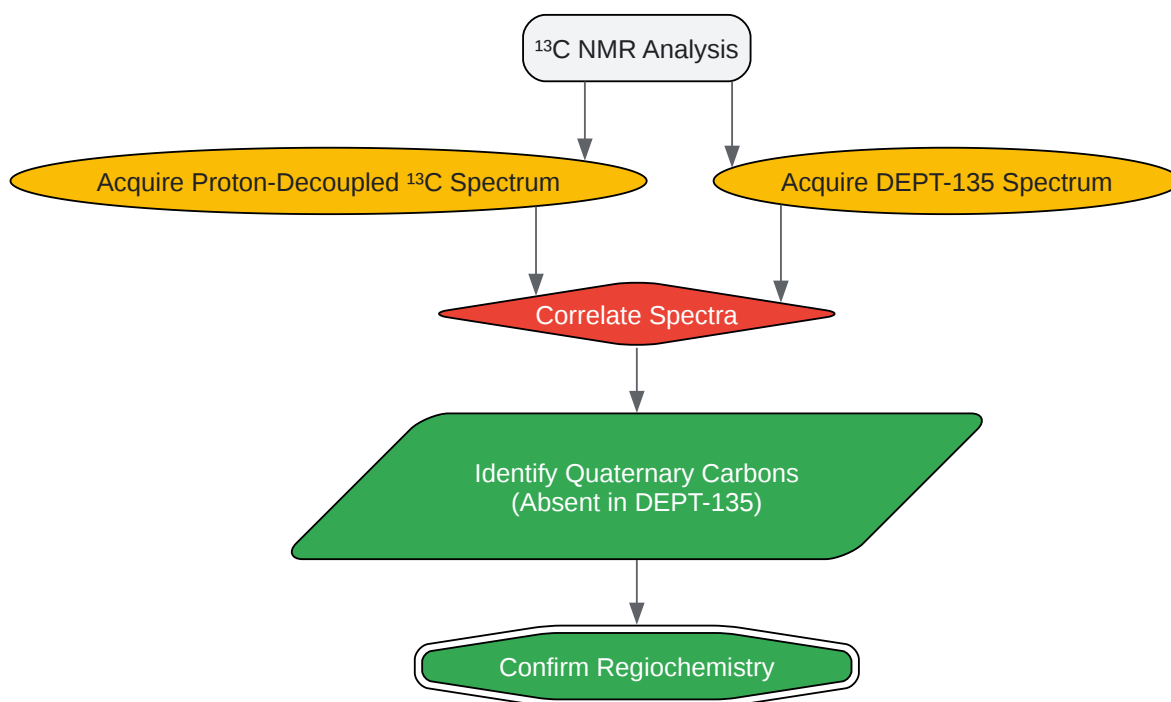 ¹³C NMR Analysis
Acquire Proton-Decoupled ¹³C Spectrum
Acquire DEPT-135 Spectrum
Correlate Spectra
Identify Quaternary Carbons
(Absent in DEPT-135)
Confirm Regiochemistry